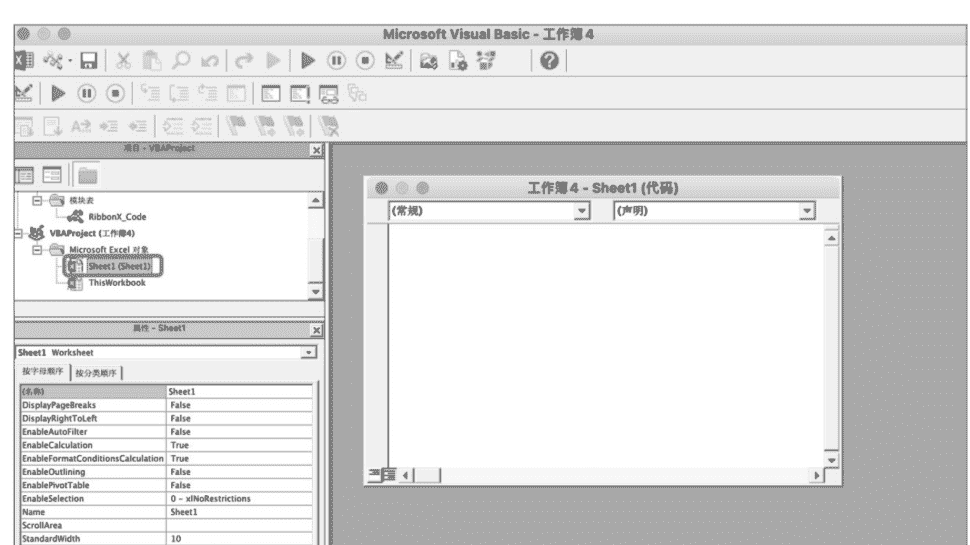 Microsoft Visual Basic - 工作簿4
项目 - VBAProject
模块表
RibbonX_Code
VBAProject (工作簿4)
Microsoft Excel 对象
Sheet1 (Sheet1)
ThisWorkbook
工作簿4 - Sheet1 (代码)
(常规)
(声明)
属性 - Sheet1
Sheet1 Worksheet
按字母顺序 按分类顺序
(名称) Sheet1
DisplayPageBreaks False
DisplayRightToLeft False
EnableAutoFilter False
EnableCalculation True
EnableFormatConditionsCalculation True
EnableOutlining False
EnablePivotTable False
EnableSelection 0 - xlNoRestrictions
Name Sheet1
ScrollArea
StandardWidth 10